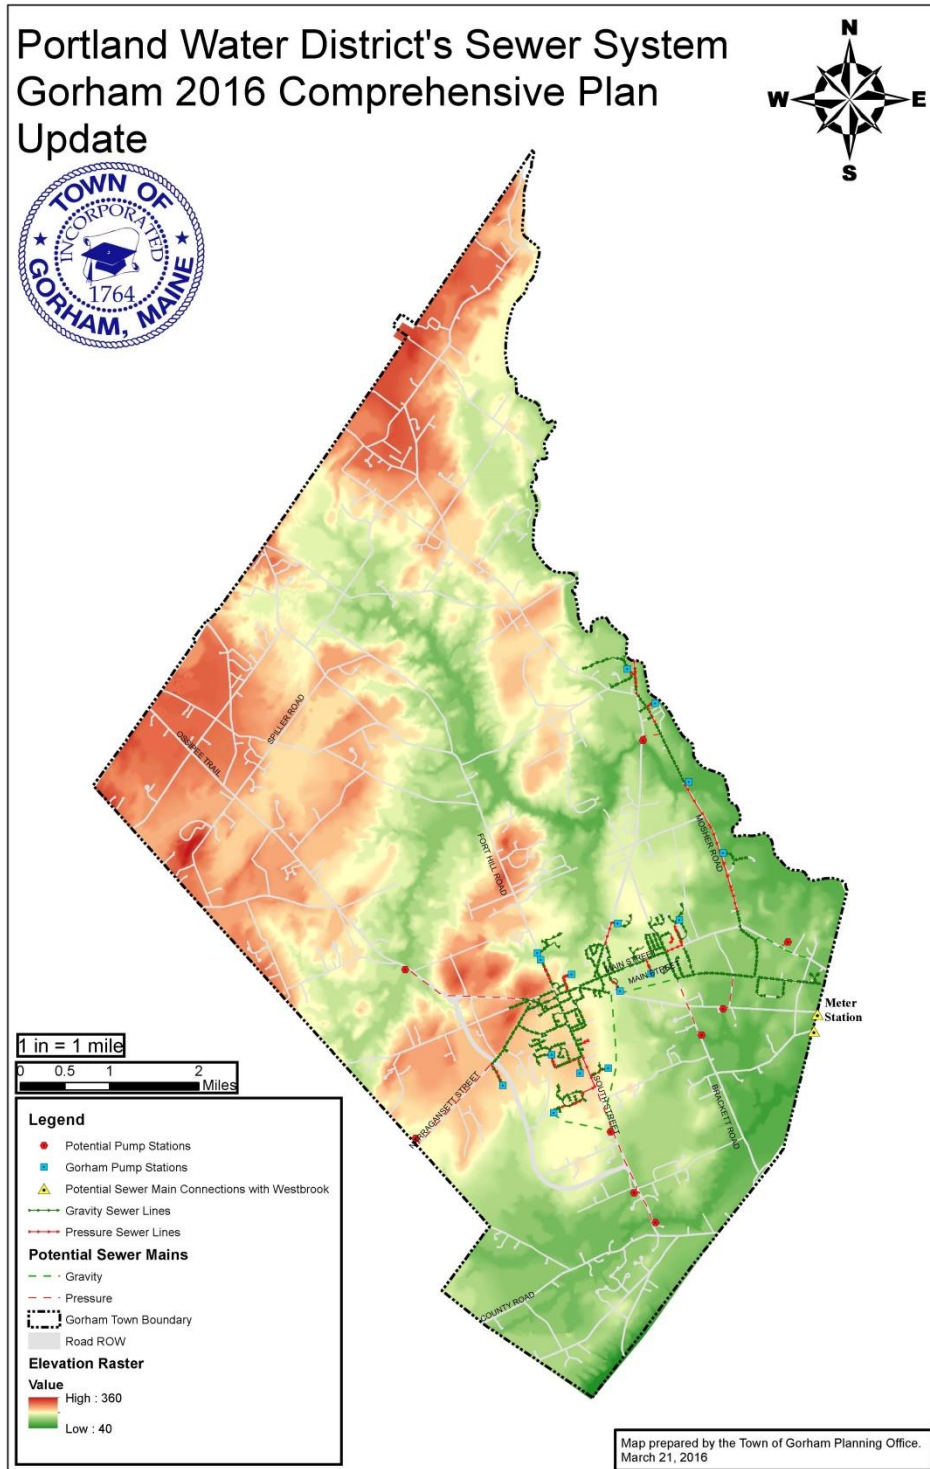 Portland Water District's Sewer System
Gorham 2016 Comprehensive Plan
Update
N
W
E
S
TOWN OF
INCORPORATED
1764
GORHAM, MAINE
SPILLER ROAD
OSSIPEE TRAIL
FORT HILL ROAD
MOSHER ROAD
MAIN STREET
MAIN STREET
Meter
Station
NARRAGANSETT STREET
SOUTH STREET
BRACKETT ROAD
COUNTY ROAD
1 in = 1 mile
0 0.5 1 2
Miles
Legend
Potential Pump Stations
Gorham Pump Stations
Potential Sewer Main Connections with Westbrook
Gravity Sewer Lines
Pressure Sewer Lines
Potential Sewer Mains
Gravity
Pressure
Gorham Town Boundary
Road ROW
Elevation Raster
Value
High : 360
Low : 40
Map prepared by the Town of Gorham Planning Office.
March 21, 2016